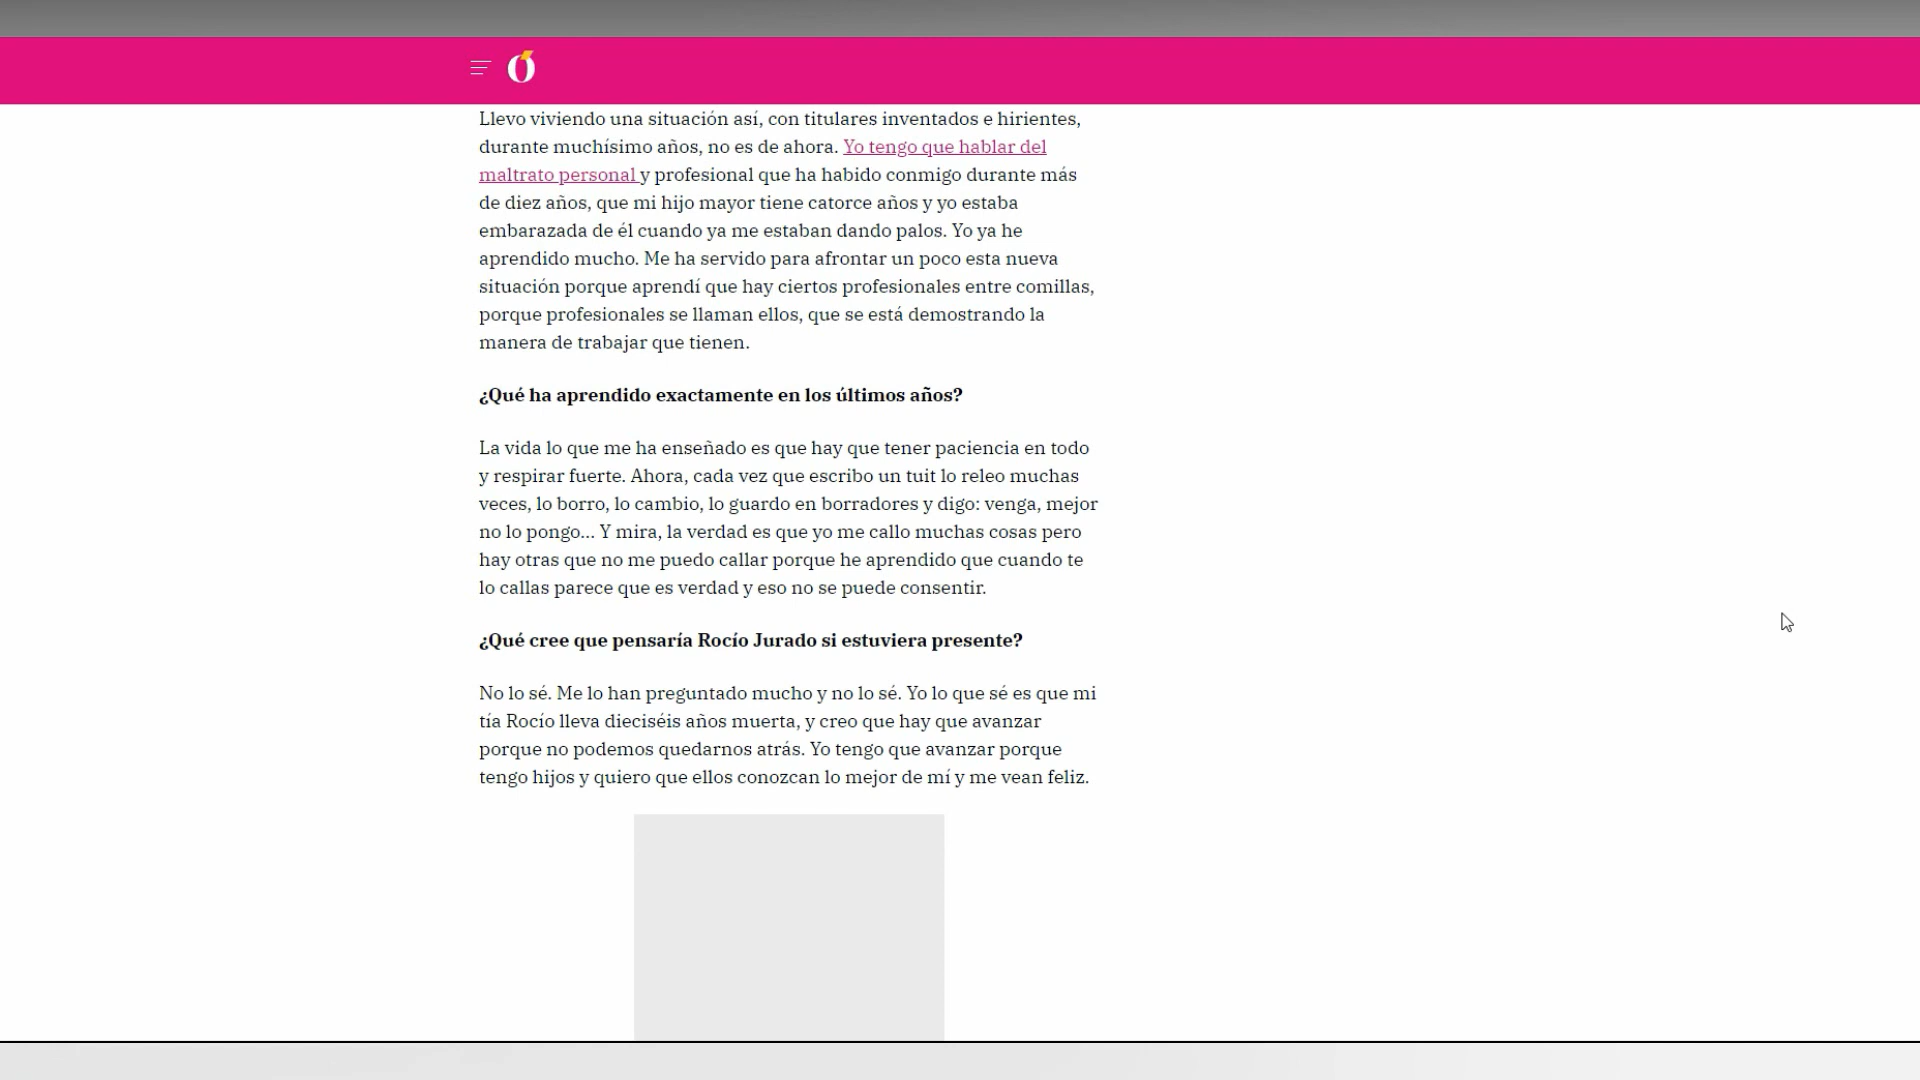 Ó
Llevo viviendo una situación así, con titulares inventados e hirientes,
durante muchísimo años, no es de ahora. Yo tengo que hablar del
maltrato personal y profesional que ha habido conmigo durante más
de diez años, que mi hijo mayor tiene catorce años y yo estaba
embarazada de él cuando ya me estaban dando palos. Yo ya he
aprendido mucho. Me ha servido para afrontar un poco esta nueva
situación porque aprendí que hay ciertos profesionales entre comillas,
porque profesionales se llaman ellos, que se está demostrando la
manera de trabajar que tienen.
¿Qué ha aprendido exactamente en los últimos años?
La vida lo que me ha enseñado es que hay que tener paciencia en todo
y respirar fuerte. Ahora, cada vez que escribo un tuit lo releo muchas
veces, lo borro, lo cambio, lo guardo en borradores y digo: venga, mejor
no lo pongo... Y mira, la verdad es que yo me callo muchas cosas pero
hay otras que no me puedo callar porque he aprendido que cuando te
lo callas parece que es verdad y eso no se puede consentir.
¿Qué cree que pensaría Rocío Jurado si estuviera presente?
No lo sé. Me lo han preguntado mucho y no lo sé. Yo lo que sé es que mi
tía Rocío lleva dieciséis años muerta, y creo que hay que avanzar
porque no podemos quedarnos atrás. Yo tengo que avanzar porque
tengo hijos y quiero que ellos conozcan lo mejor de mí y me vean feliz.